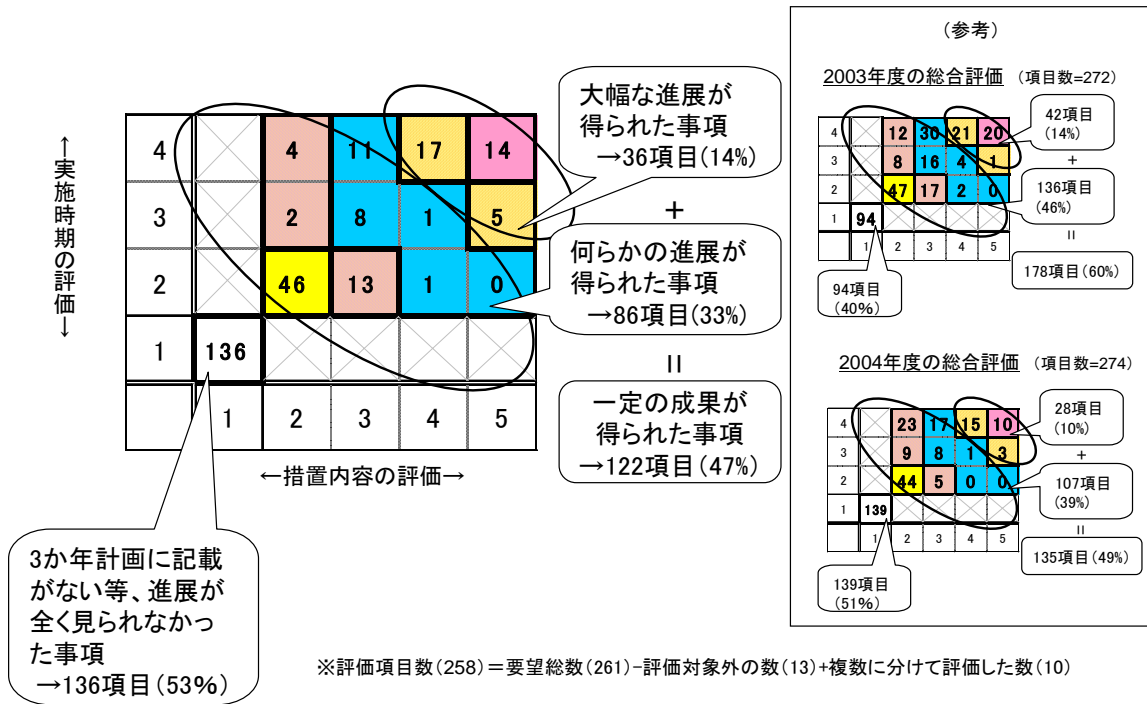 ←実施時期の評価→
4 4 11 17 14
3 2 8 1 5
2 46 13 1 0
1 136
1 2 3 4 5
←措置内容の評価→
大幅な進展が
得られた事項
→36項目(14%)
+
何らかの進展が
得られた事項
→86項目(33%)
=
一定の成果が
得られた事項
→122項目(47%)
3か年計画に記載
がない等、進展が
全く見られなかっ
た事項
→136項目(53%)
(参考)
2003年度の総合評価 (項目数=272)
4 12 30 21 20
3 8 16 4 1
2 47 17 2 0
1 94
1 2 3 4 5
42項目
(14%)
+
136項目
(46%)
=
178項目(60%)
94項目
(40%)
2004年度の総合評価 (項目数=274)
4 23 17 15 10
3 9 8 1 3
2 44 5 0 0
1 139
1 2 3 4 5
28項目
(10%)
+
107項目
(39%)
=
135項目(49%)
139項目
(51%)
※評価項目数(258)=要望総数(261)-評価対象外の数(13)+複数に分けて評価した数(10)